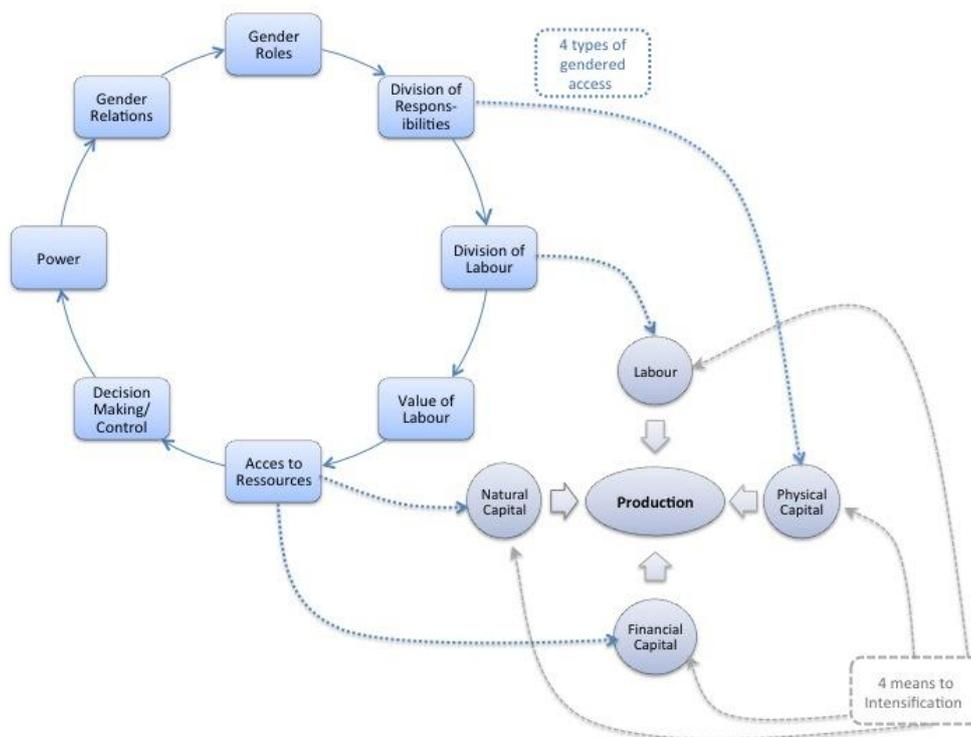 Gender
Roles
4 types of
gendered
access
Gender
Relations
Division of
Respons-
ibilities
Power
Division of
Labour
Labour
Decision
Making/
Control
Value of
Labour
Acces to
Ressources
Natural
Capital
Production
Physical
Capital
Financial
Capital
4 means to
Intensification